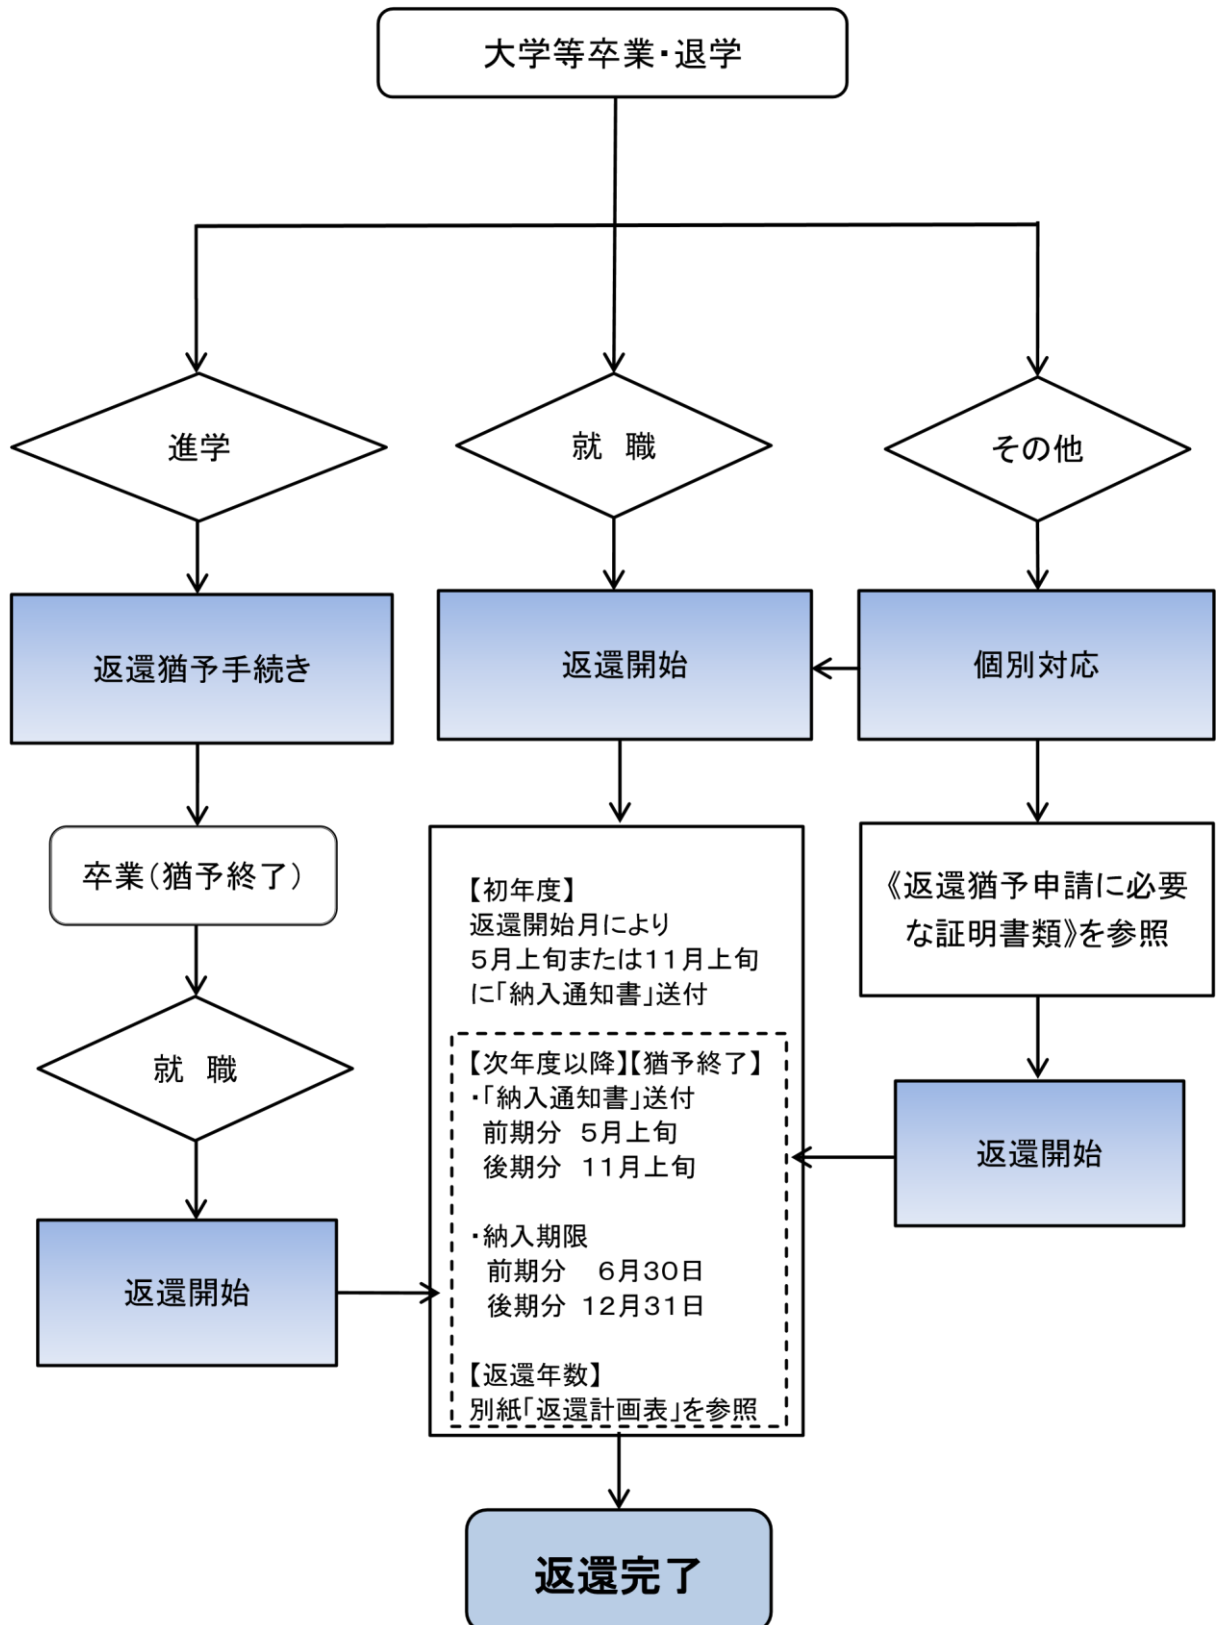 大学等卒業・退学
進学
就　職
その他
返還猶予手続き
返還開始
個別対応
卒業（猶予終了）
【初年度】
返還開始月により
５月上旬または１１月上旬
に「納入通知書」送付
《返還猶予申請に必要
な証明書類》を参照
就　職
【次年度以降】【猶予終了】
・「納入通知書」送付
前期分　５月上旬
後期分　１１月上旬
・納入期限
前期分　６月３０日
後期分　１２月３１日
【返還年数】
別紙「返還計画表」を参照
返還開始
返還開始
返還完了